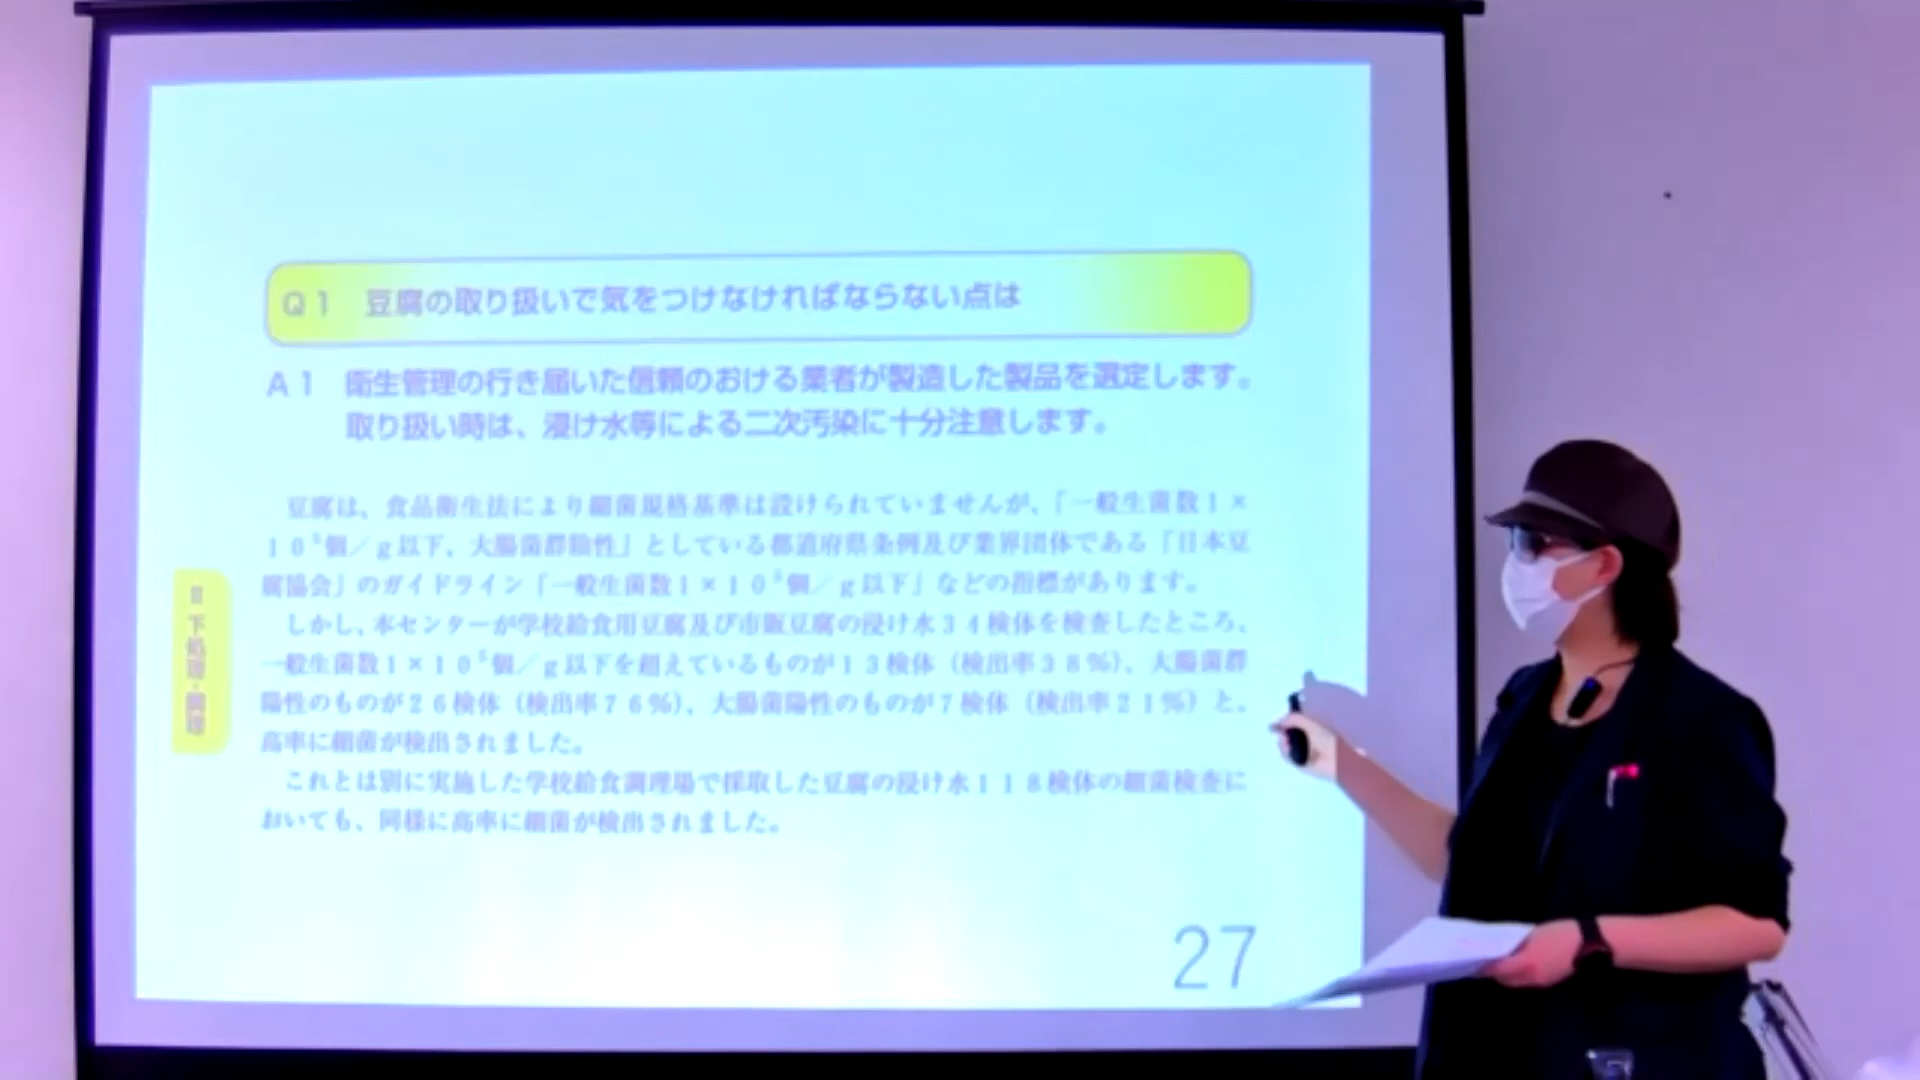 Q1 豆腐の取り扱いで気をつけなければならない点は
A1 衛生管理の行き届いた信頼のおける業者が製造した製品を選定します。
取り扱い時は、浸け水等による二次汚染に十分注意します。
豆腐は、食品衛生法により細菌規格基準は設けられていませんが、「一般生菌数1×
10⁵個／g以下、大腸菌群陰性」としている都道府県条例及び業界団体である「日本豆
腐協会」のガイドライン「一般生菌数1×10⁵個／g以下」などの指標があります。
しかし、本センターが学校給食用豆腐及び市販豆腐の浸け水34検体を検査したところ、
一般生菌数1×10⁵個／g以下を超えているものが13検体（検出率38％）、大腸菌群
陽性のものが26検体（検出率76％）、大腸菌陽性のものが7検体（検出率21％）と、
高率に細菌が検出されました。
これとは別に実施した学校給食調理場で採取した豆腐の浸け水118検体の細菌検査に
おいても、同様に高率に細菌が検出されました。
下処理・調理
27